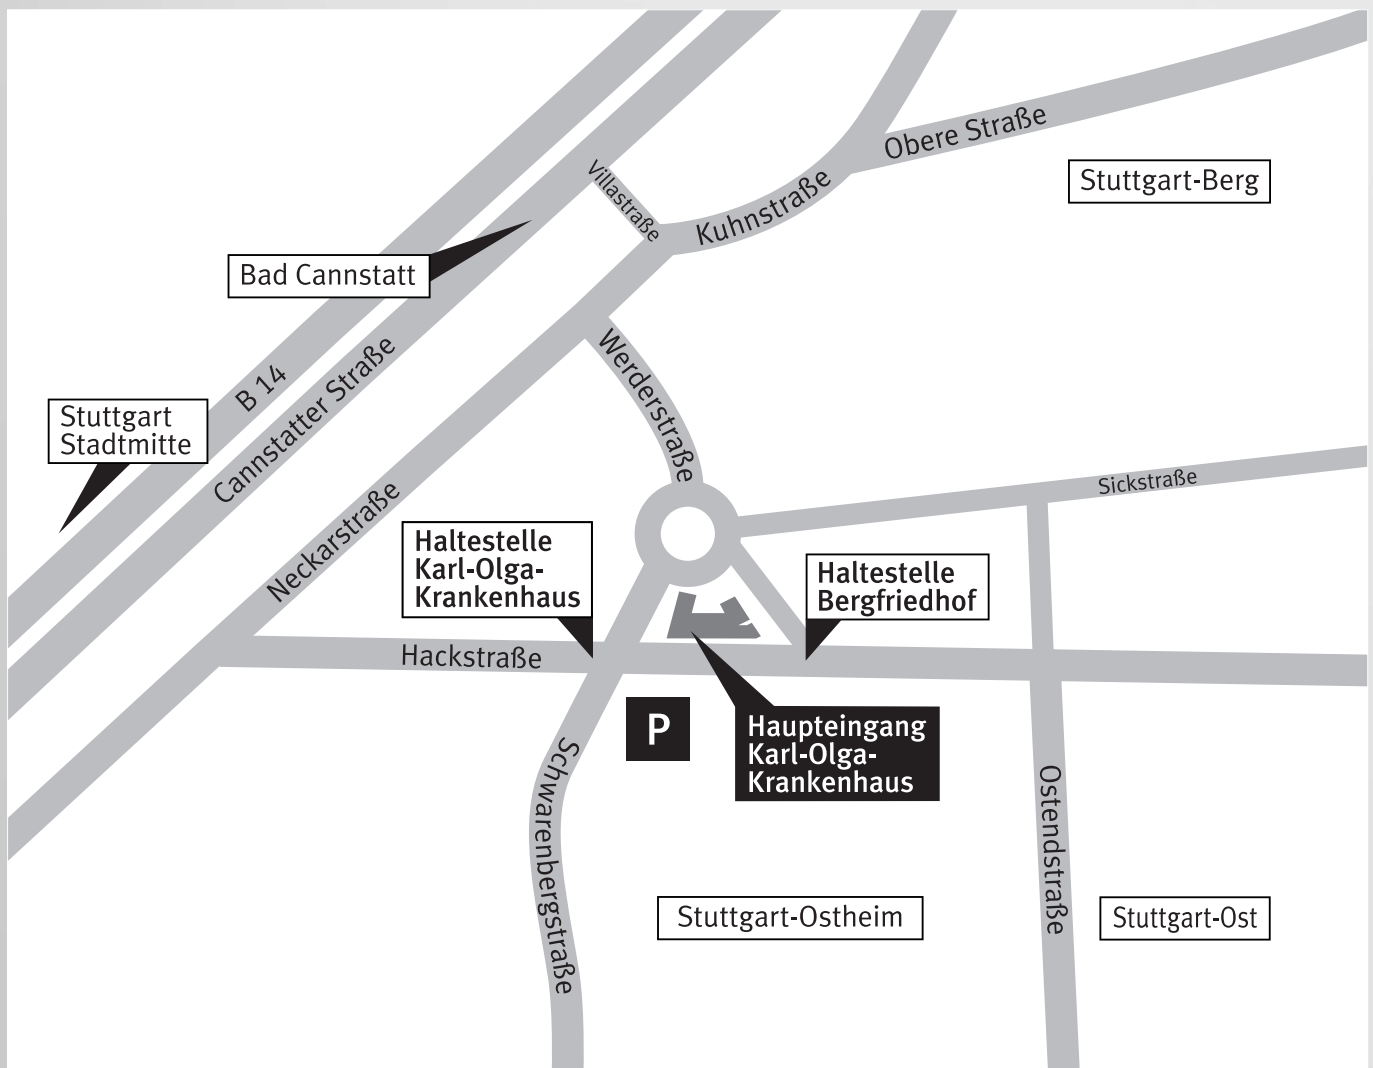 Obere Straße
Stuttgart-Berg
Villastraße
Kuhnstraße
Bad Cannstatt
Werderstraße
B 14
Cannstatter Straße
Stuttgart
Stadtmitte
Neckarstraße
Sickstraße
Haltestelle
Karl-Olga-
Krankenhaus
Haltestelle
Bergfriedhof
Hackstraße
P
Haupteingang
Karl-Olga-
Krankenhaus
Schwarenbergstraße
Ostendstraße
Stuttgart-Ostheim
Stuttgart-Ost